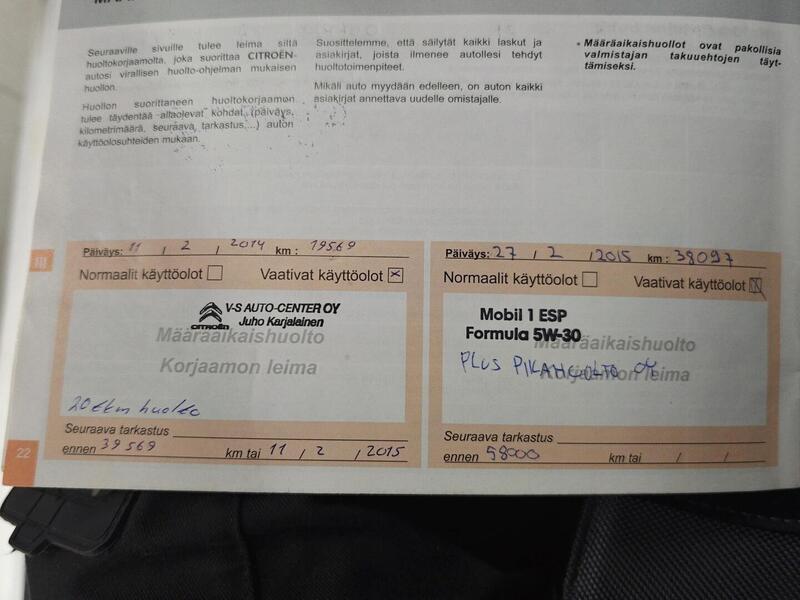 Seuraaville sivuille tulee leima siltä
huoltokorjaamolta, joka suorittaa CITROËN-
autosi virallisen huolto-ohjelman mukaisen
huollon.
Huollon suorittaneen huoltokorjaamon
tulee täydentää allaolevat kohdat (päiväys,
kilometrimäärä, seuraava tarkastus,...) auton
käyttöolosuhteiden mukaan.
Suosittelemme, että säilytät kaikki laskut ja
asiakirjat, joista ilmenee autollesi tehdyt
huoltotoimenpiteet.
Mikäli auto myydään edelleen, on auton kaikki
asiakirjat annettava uudelle omistajalle.
• Määräaikaishuollot ovat pakollisia
valmistajan takuuehtojen täyt-
tämiseksi.
III
Päiväys: 11 / 2 / 2014 km : 19569
Normaalit käyttöolot Vaativat käyttöolot x
V-S AUTO-CENTER OY
CITROËN Juho Karjalainen
Määräaikaishuolto
Korjaamon leima
20tkm huolto
Seuraava tarkastus
ennen 39569 km tai 11 / 2 / 2015
22
Päiväys: 27 / 2 / 2015 km : 38097
Normaalit käyttöolot Vaativat käyttöolot
Mobil 1 ESP
Formula 5W-30
Määräaikaishuolto
PLUS PIKAHUOLTO OY
Korjaamon leima
Seuraava tarkastus
ennen 58000 km tai / /